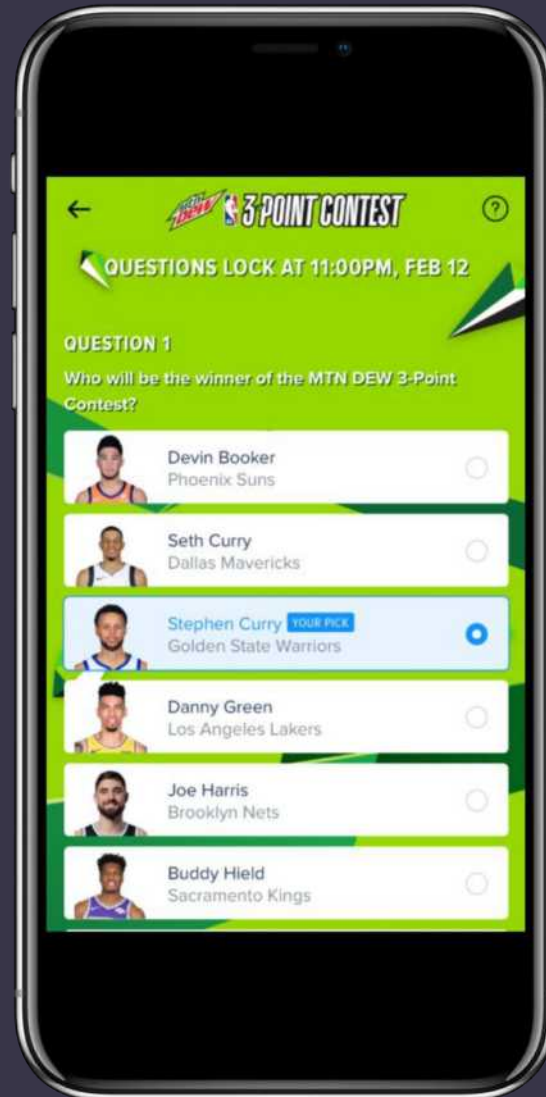 MTN DEW 3-POINT CONTEST
?
QUESTIONS LOCK AT 11:00PM, FEB 12
QUESTION 1
Who will be the winner of the MTN DEW 3-Point
Contest?
Devin Booker
Phoenix Suns
Seth Curry
Dallas Mavericks
Stephen Curry YOUR PICK
Golden State Warriors
Danny Green
Los Angeles Lakers
Joe Harris
Brooklyn Nets
Buddy Hield
Sacramento Kings